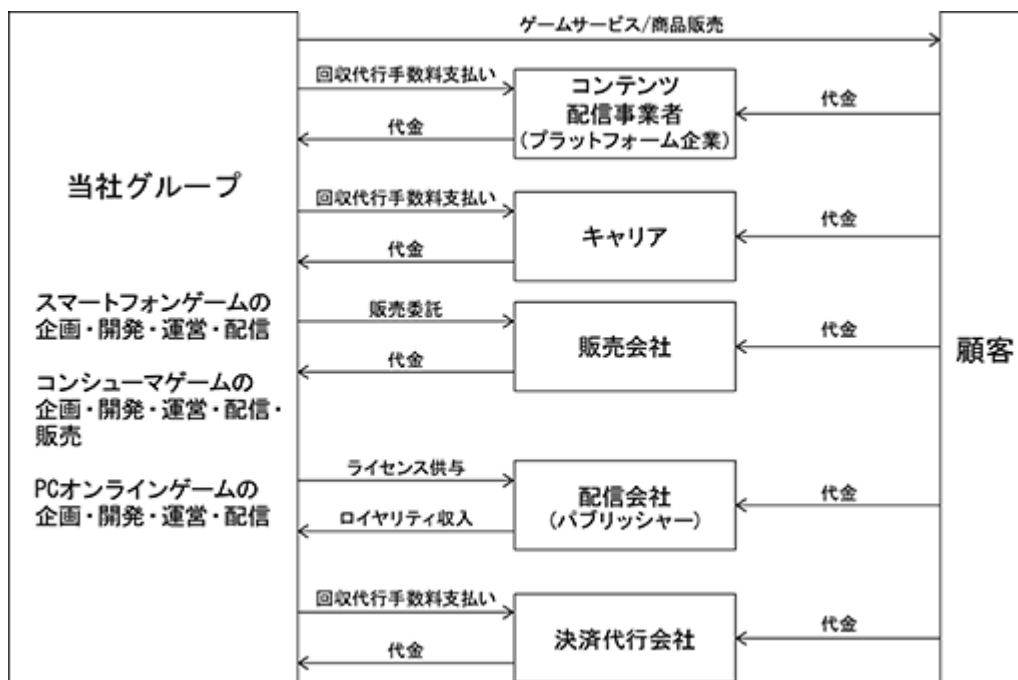 ゲームサービス/商品販売
当社グループ
スマートフォンゲームの
企画・開発・運営・配信
コンシューマゲームの
企画・開発・運営・配信・
販売
PCオンラインゲームの
企画・開発・運営・配信
回収代行手数料支払い
代金
コンテンツ
配信事業者
(プラットフォーム企業)
代金
回収代行手数料支払い
代金
キャリア
代金
販売委託
代金
販売会社
代金
ライセンス供与
ロイヤリティ収入
配信会社
(パブリッシャー)
代金
回収代行手数料支払い
代金
決済代行会社
代金
顧客